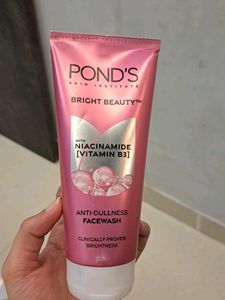 POND'S
SKIN INSTITUTE
BRIGHT BEAUTY™
WITH
NIACINAMIDE
[VITAMIN B3]
ANTI-DULLNESS
FACEWASH
CLINICALLY PROVEN
BRIGHTNESS